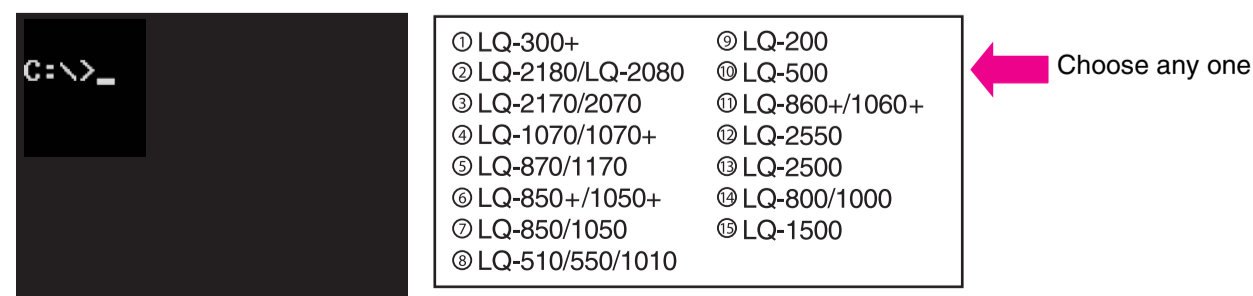 C:\>_
① LQ-300+
② LQ-2180/LQ-2080
③ LQ-2170/2070
④ LQ-1070/1070+
⑤ LQ-870/1170
⑥ LQ-850+/1050+
⑦ LQ-850/1050
⑧ LQ-510/550/1010
⑨ LQ-200
⑩ LQ-500
⑪ LQ-860+/1060+
⑫ LQ-2550
⑬ LQ-2500
⑭ LQ-800/1000
⑮ LQ-1500
Choose any one